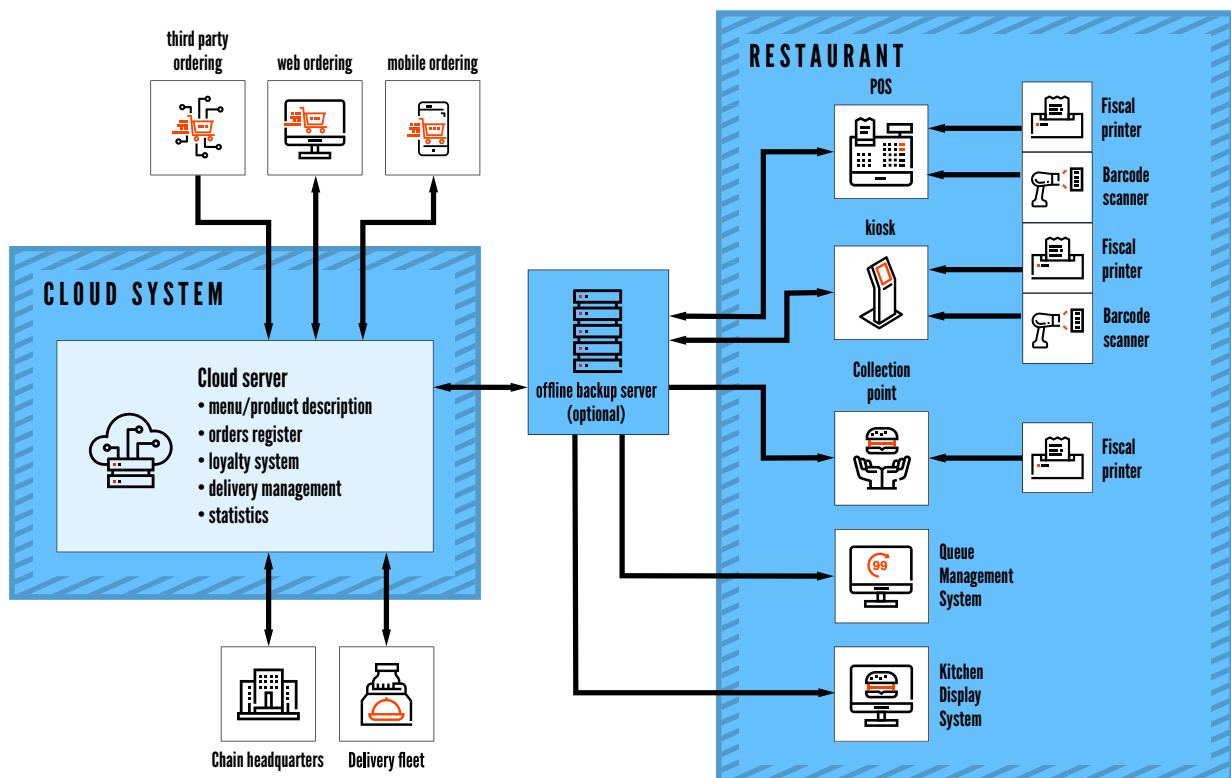 third party
ordering
web ordering
mobile ordering
CLOUD SYSTEM
Cloud server
• menu/product description
• orders register
• loyalty system
• delivery management
• statistics
Chain headquarters
Delivery fleet
offline backup server
(optional)
RESTAURANT
POS
Fiscal
printer
Barcode
scanner
kiosk
Fiscal
printer
Barcode
scanner
Collection
point
Fiscal
printer
99
Queue
Management
System
Kitchen
Display
System